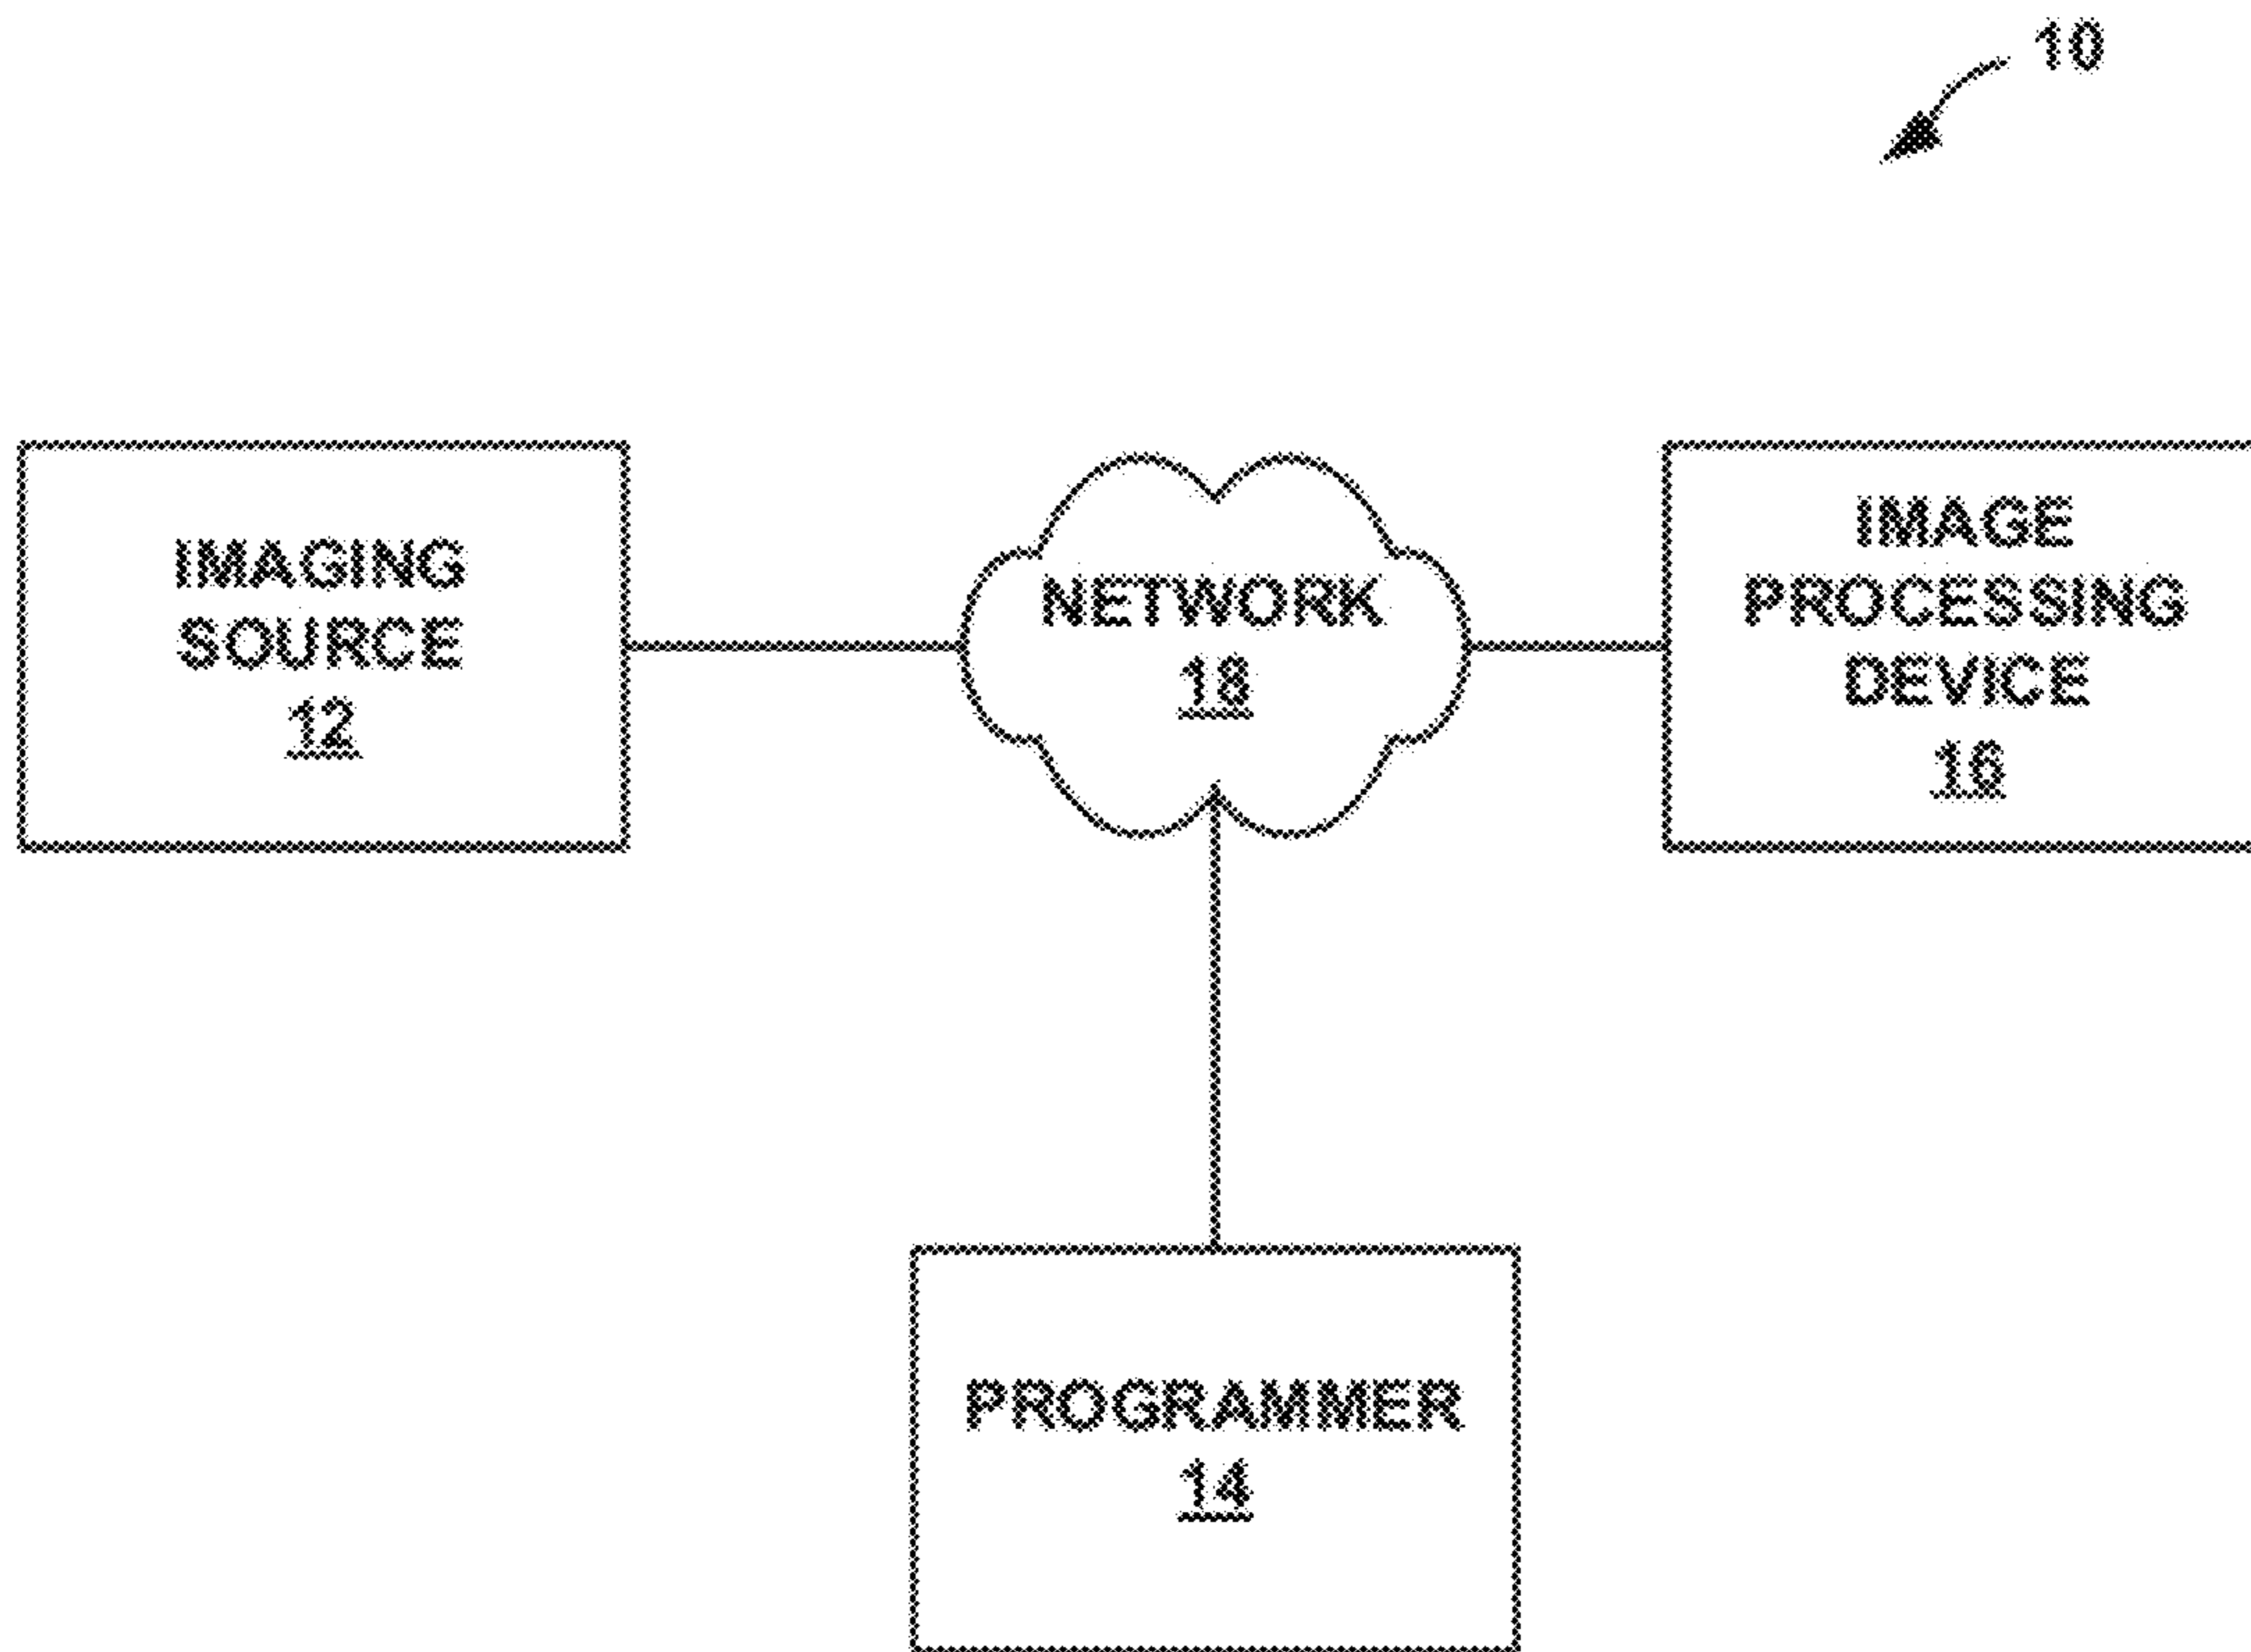 10
IMAGING
SOURCE
12
NETWORK
18
IMAGE
PROCESSING
DEVICE
16
PROGRAMMER
14